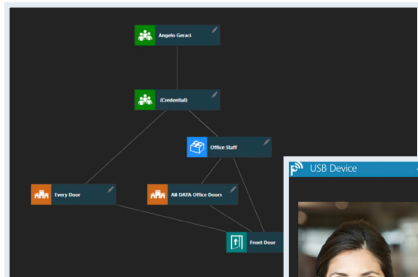 Angelo Geraci
(Credential)
Office Staff
Every Door
All DATA Office Doors
Front Door
USB Device